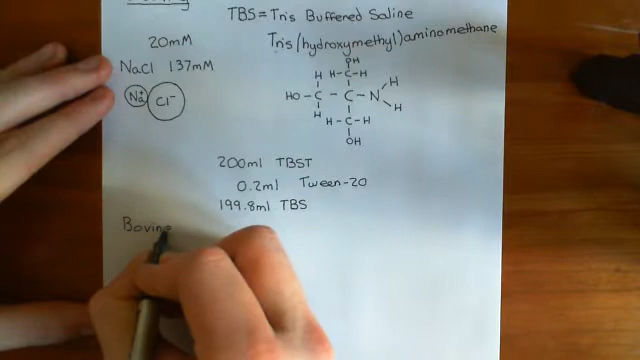 TBS = Tris Buffered Saline
20mM
Tris (hydroxymethyl) aminomethane
NaCl 137mM
Na+ Cl-
OH
H H-C-H H
HO-C-C-N
H H
H-C-H
OH
200ml TBST
0.2ml Tween-20
199.8ml TBS
Bovine